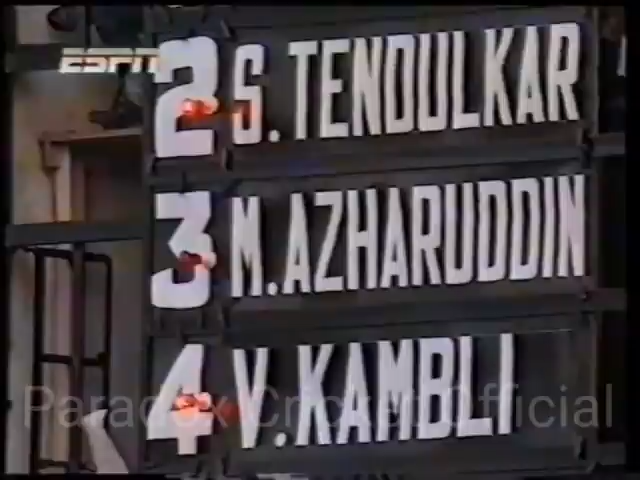 ESPN
2 S. TENDULKAR
3 M. AZHARUDDIN
4 V. KAMBLI
Paradox Cricket Official